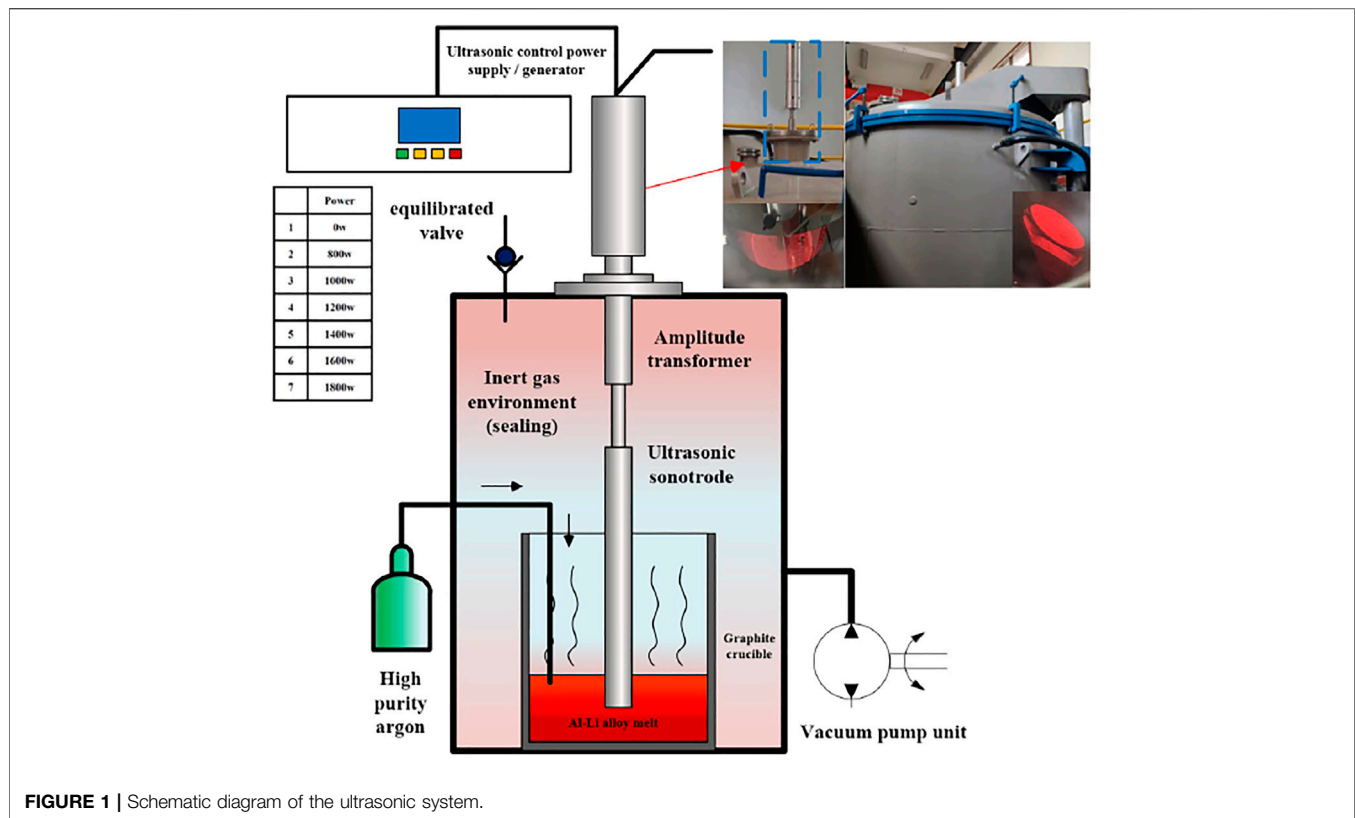 Ultrasonic control power
supply / generator
Power
1 0w
2 800w
3 1000w
4 1200w
5 1400w
6 1600w
7 1800w
equilibrated
valve
Amplitude
transformer
Inert gas
environment
(sealing)
Ultrasonic
sonotrode
Graphite
crucible
High
purity
argon
Al-Li alloy melt
Vacuum pump unit
FIGURE 1 | Schematic diagram of the ultrasonic system.